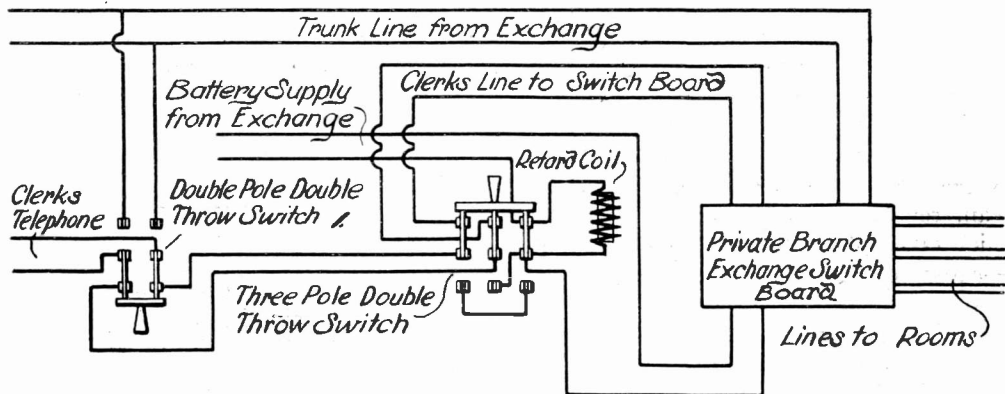 Trunk Line from Exchange
Clerks Line to Switch Board
Battery Supply
from Exchange
Retard Coil
Clerks
Telephone
Double Pole Double
Throw Switch
Private Branch
Exchange Switch
Board
Three Pole Double
Throw Switch
Lines to Rooms